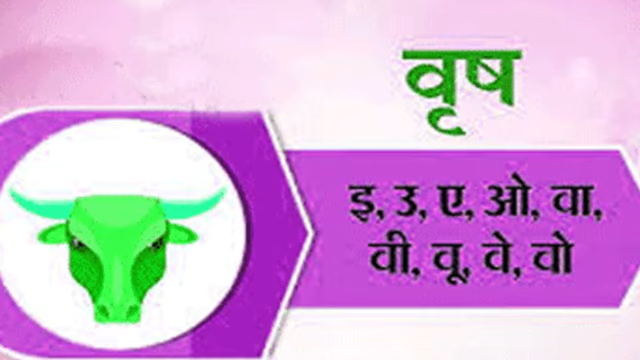 वृष
इ, उ, ए, ओ, वा,
वी, वू, वे, वो